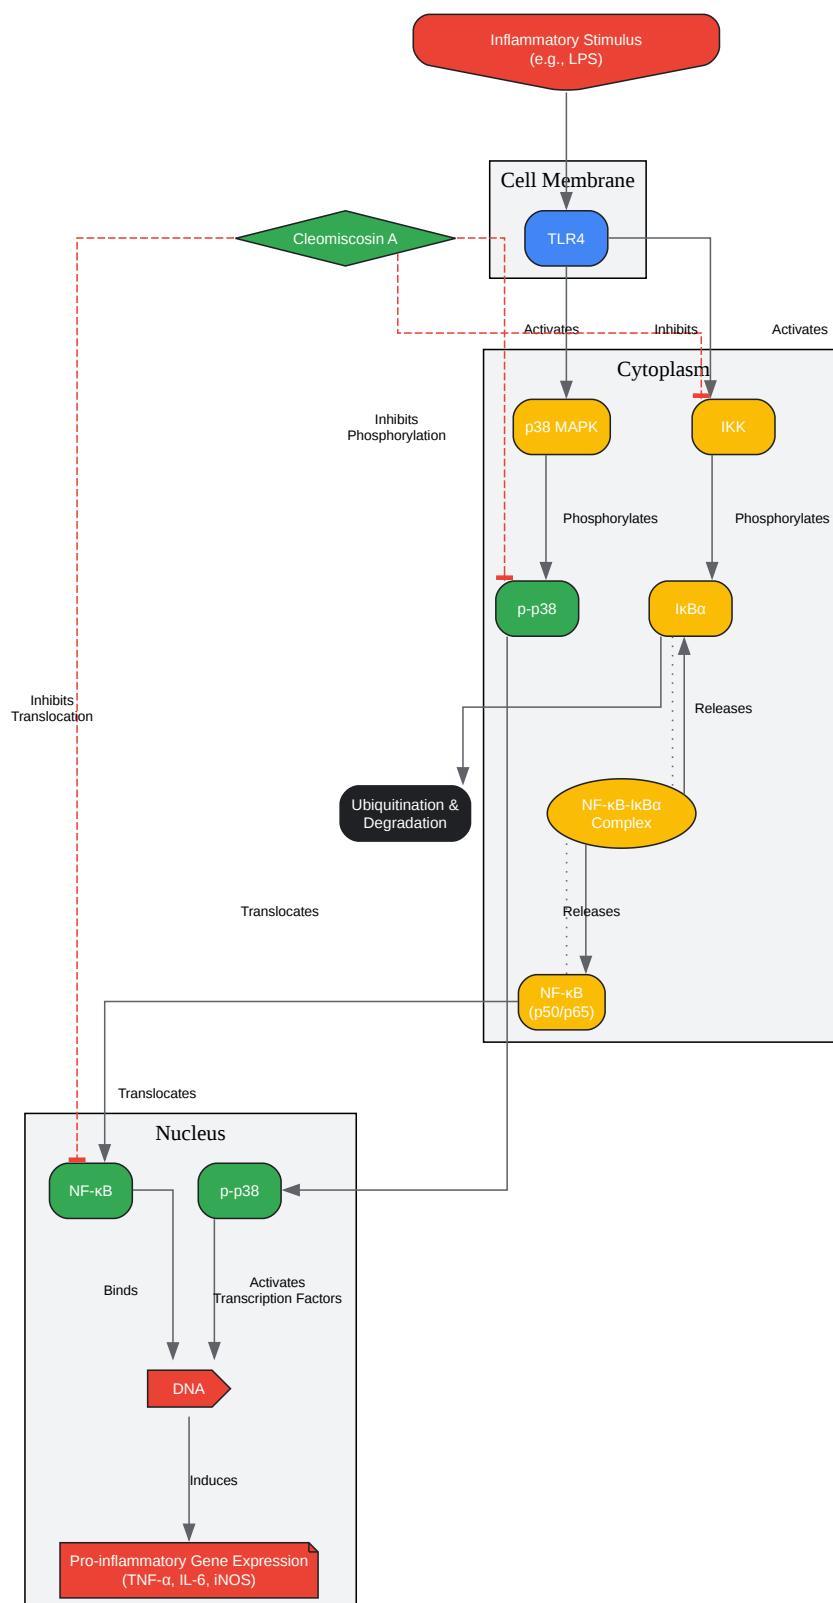 Inflammatory Stimulus
(e.g., LPS)
Cell Membrane
Cleomiscosin A
TLR4
Activates
Inhibits
Activates
Cytoplasm
Inhibits
Phosphorylation
p38 MAPK
IKK
Phosphorylates
Phosphorylates
p-p38
IκBα
Inhibits
Translocation
Releases
Ubiquitination &
Degradation
NF-κB-IκBα
Complex
Translocates
Releases
NF-κB
(p50/p65)
Translocates
Nucleus
NF-κB
p-p38
Binds
Activates
Transcription Factors
DNA
Induces
Pro-inflammatory Gene Expression
(TNF-α, IL-6, iNOS)